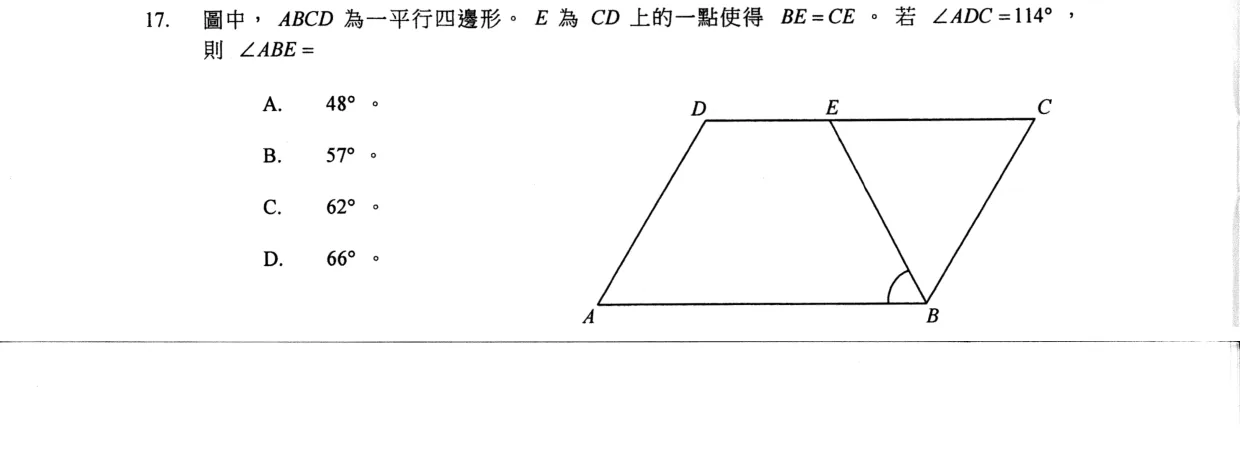 17. 圖中，ABCD 為一平行四邊形。E 為 CD 上的一點使得 BE = CE 。若 ∠ADC = 114° ，
則 ∠ABE =
A. 48° 。
B. 57° 。
C. 62° 。
D. 66° 。
D E C
A B